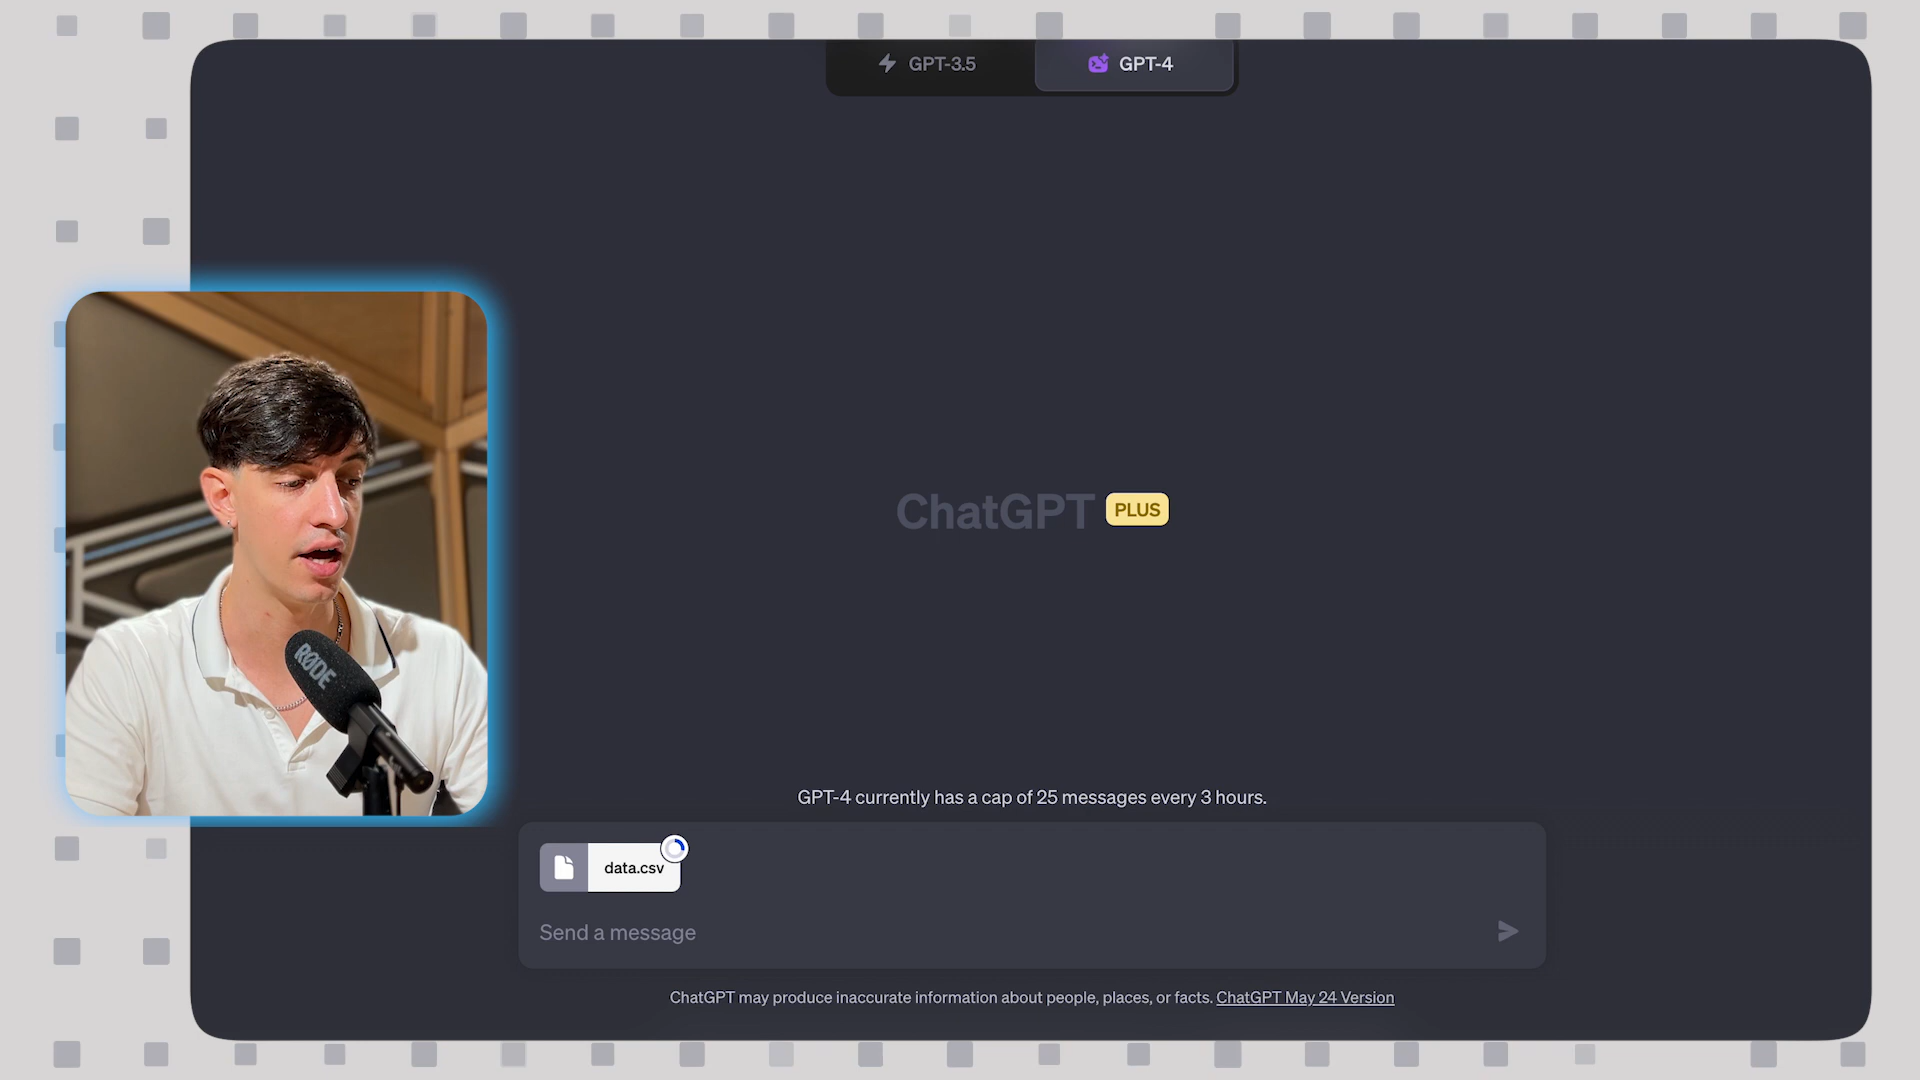 GPT-3.5
GPT-4
ChatGPT PLUS
RØDE
GPT-4 currently has a cap of 25 messages every 3 hours.
data.csv
Send a message
ChatGPT may produce inaccurate information about people, places, or facts. ChatGPT May 24 Version